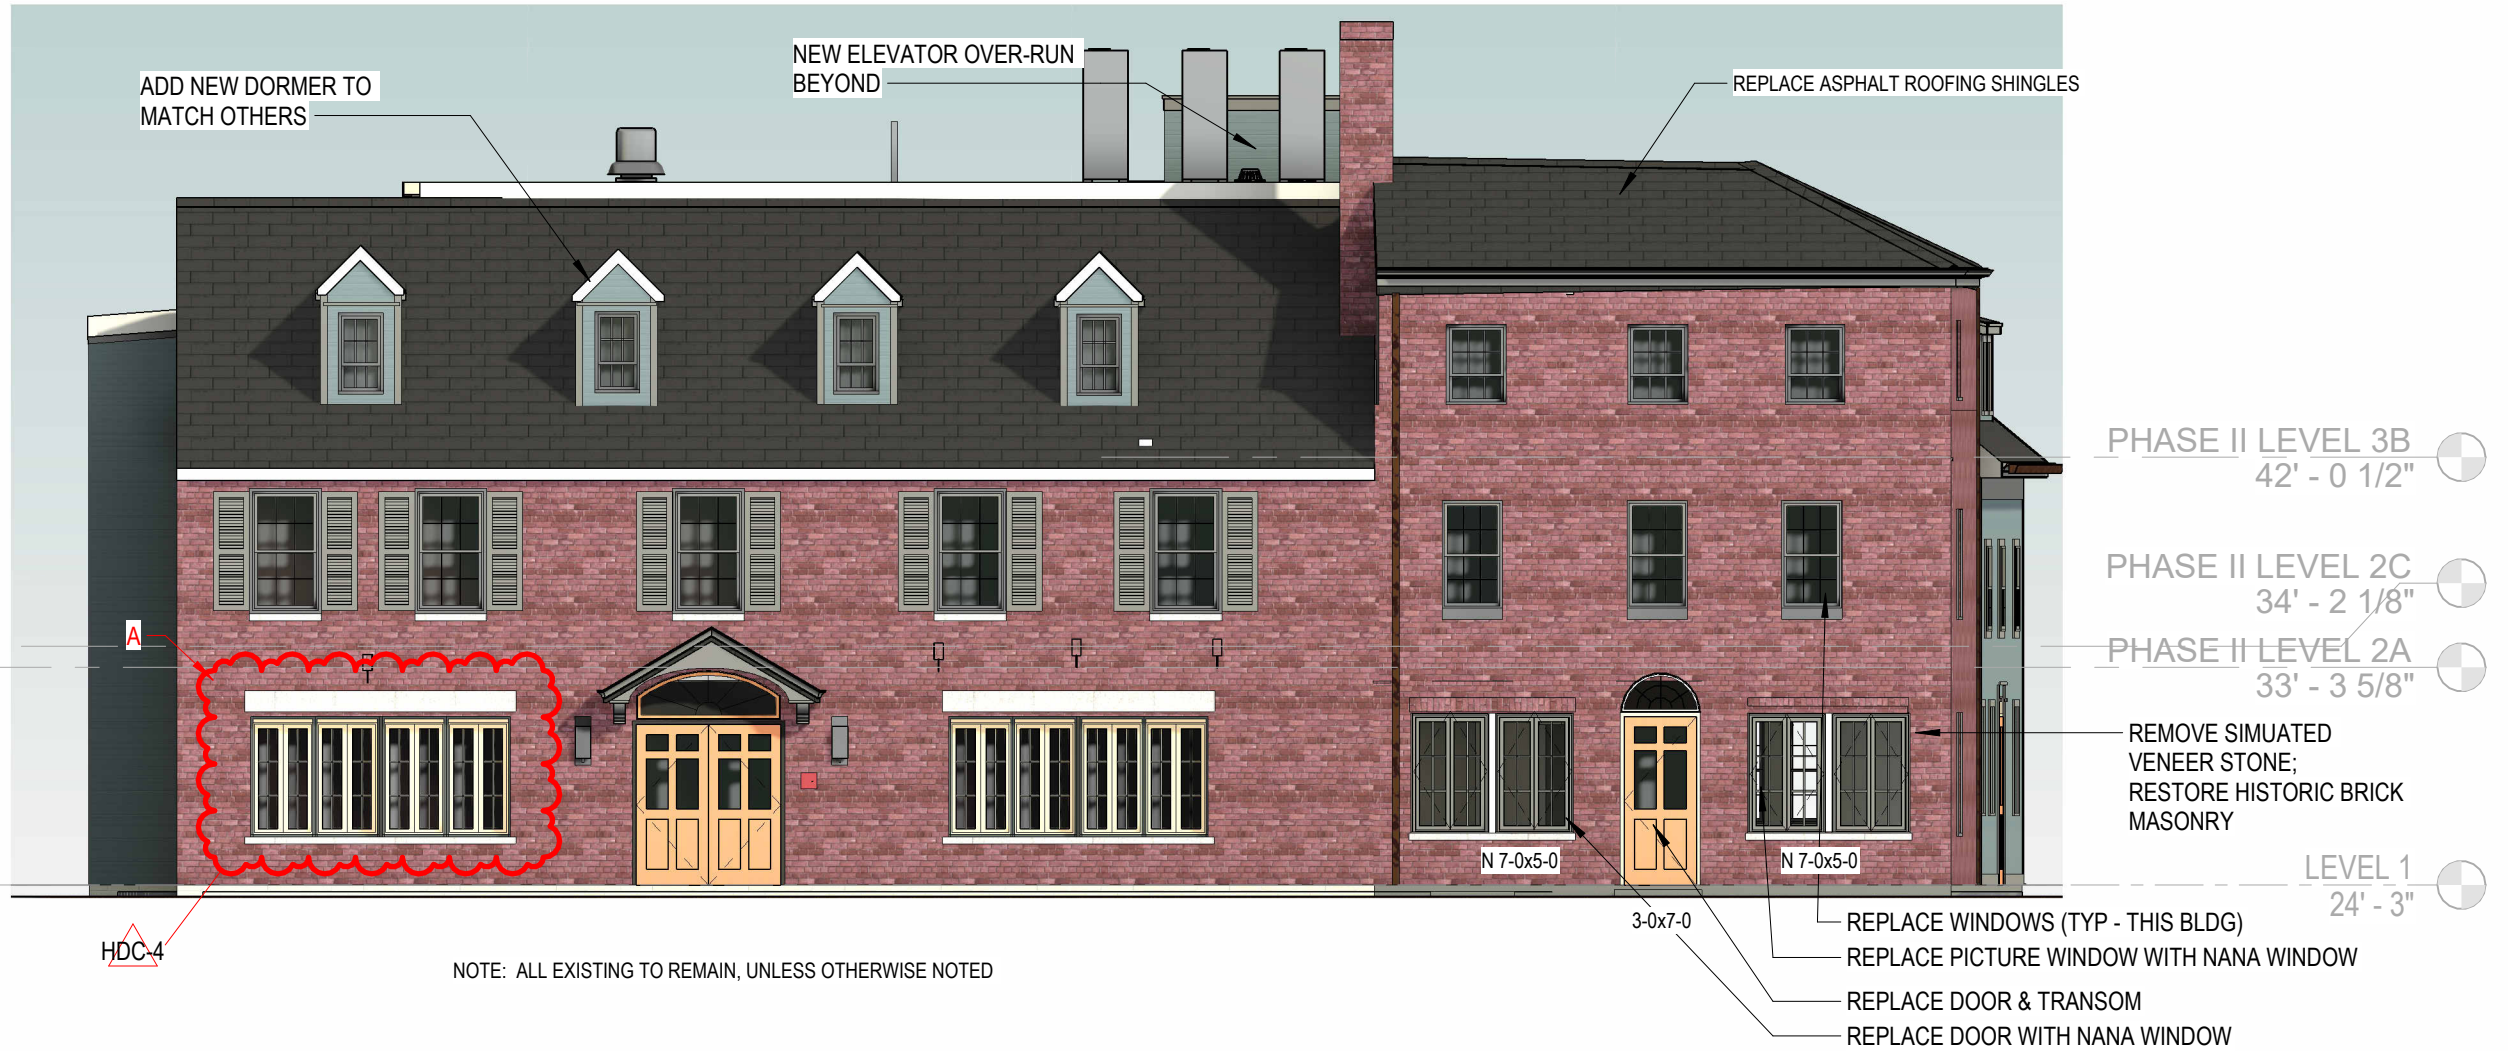 ADD NEW DORMER TO
MATCH OTHERS
NEW ELEVATOR OVER-RUN
BEYOND
REPLACE ASPHALT ROOFING SHINGLES
PHASE II LEVEL 3B
42' - 0 1/2"
PHASE II LEVEL 2C
34' - 2 1/8"
PHASE II LEVEL 2A
33' - 3 5/8"
A
REMOVE SIMUATED
VENEER STONE;
RESTORE HISTORIC BRICK
MASONRY
N 7-0x5-0
N 7-0x5-0
LEVEL 1
24' - 3"
3-0x7-0
REPLACE WINDOWS (TYP - THIS BLDG)
HDC-4
REPLACE PICTURE WINDOW WITH NANA WINDOW
NOTE: ALL EXISTING TO REMAIN, UNLESS OTHERWISE NOTED
REPLACE DOOR & TRANSOM
REPLACE DOOR WITH NANA WINDOW